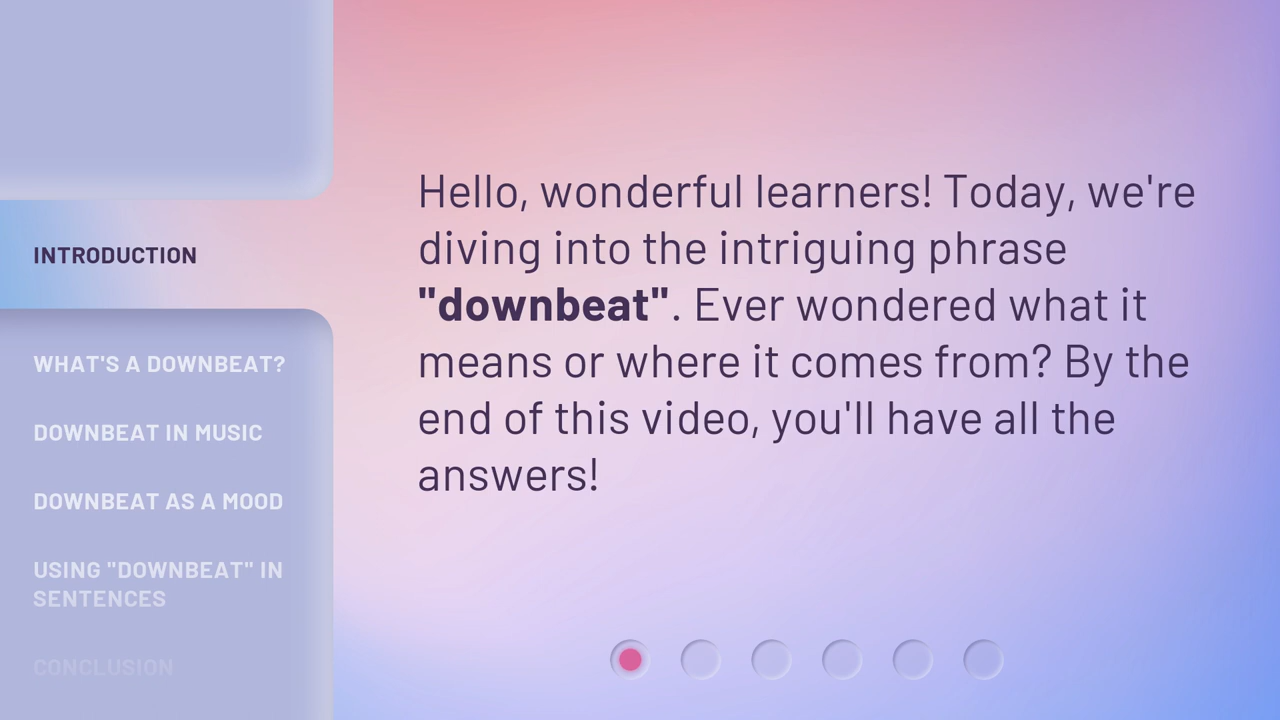 INTRODUCTION
WHAT'S A DOWNBEAT?
DOWNBEAT IN MUSIC
DOWNBEAT AS A MOOD
USING "DOWNBEAT" IN
SENTENCES
CONCLUSION
Hello, wonderful learners! Today, we're
diving into the intriguing phrase
"downbeat". Ever wondered what it
means or where it comes from? By the
end of this video, you'll have all the
answers!